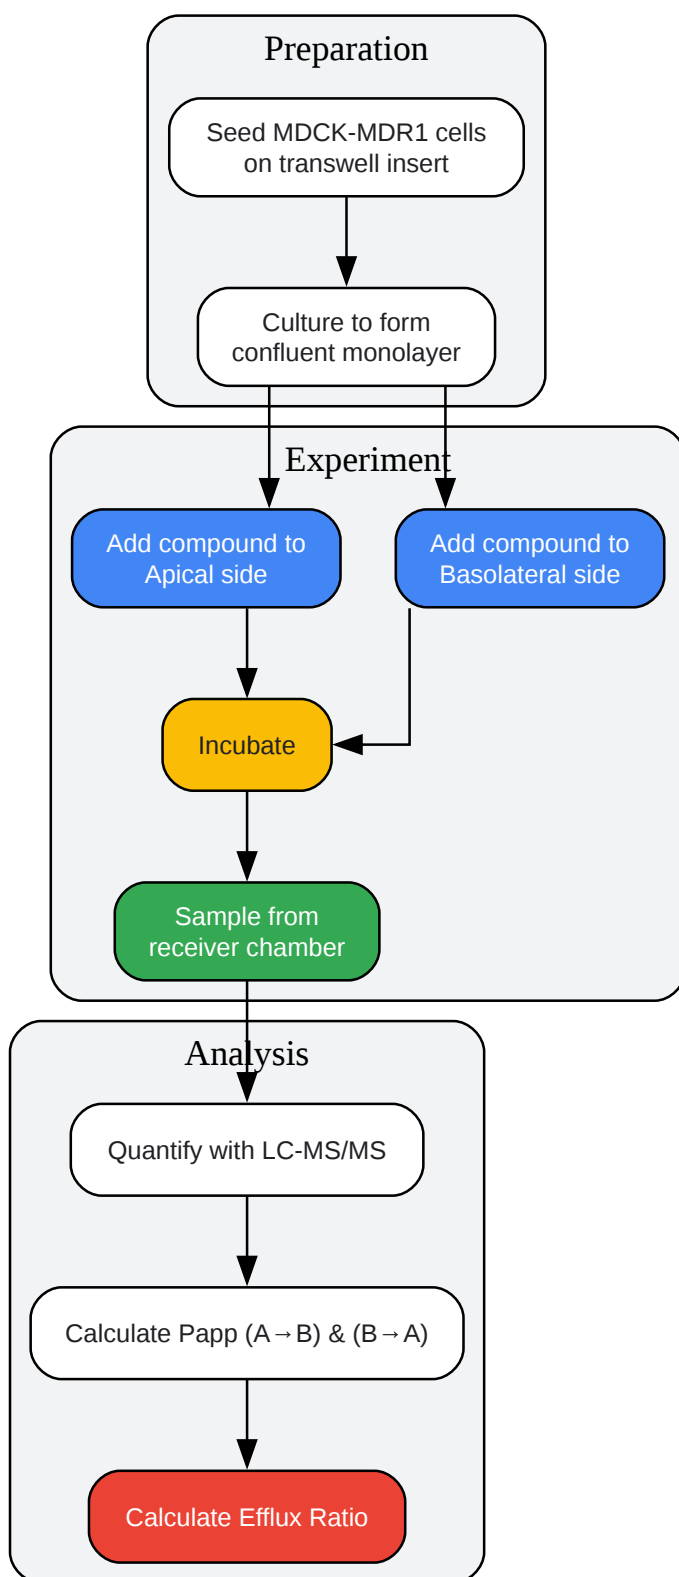 Preparation
Seed MDCK-MDR1 cells
on transwell insert
Culture to form
confluent monolayer
Experiment
Add compound to
Apical side
Add compound to
Basolateral side
Incubate
Sample from
receiver chamber
Analysis
Quantify with LC-MS/MS
Calculate Papp (A→B) & (B→A)
Calculate Efflux Ratio